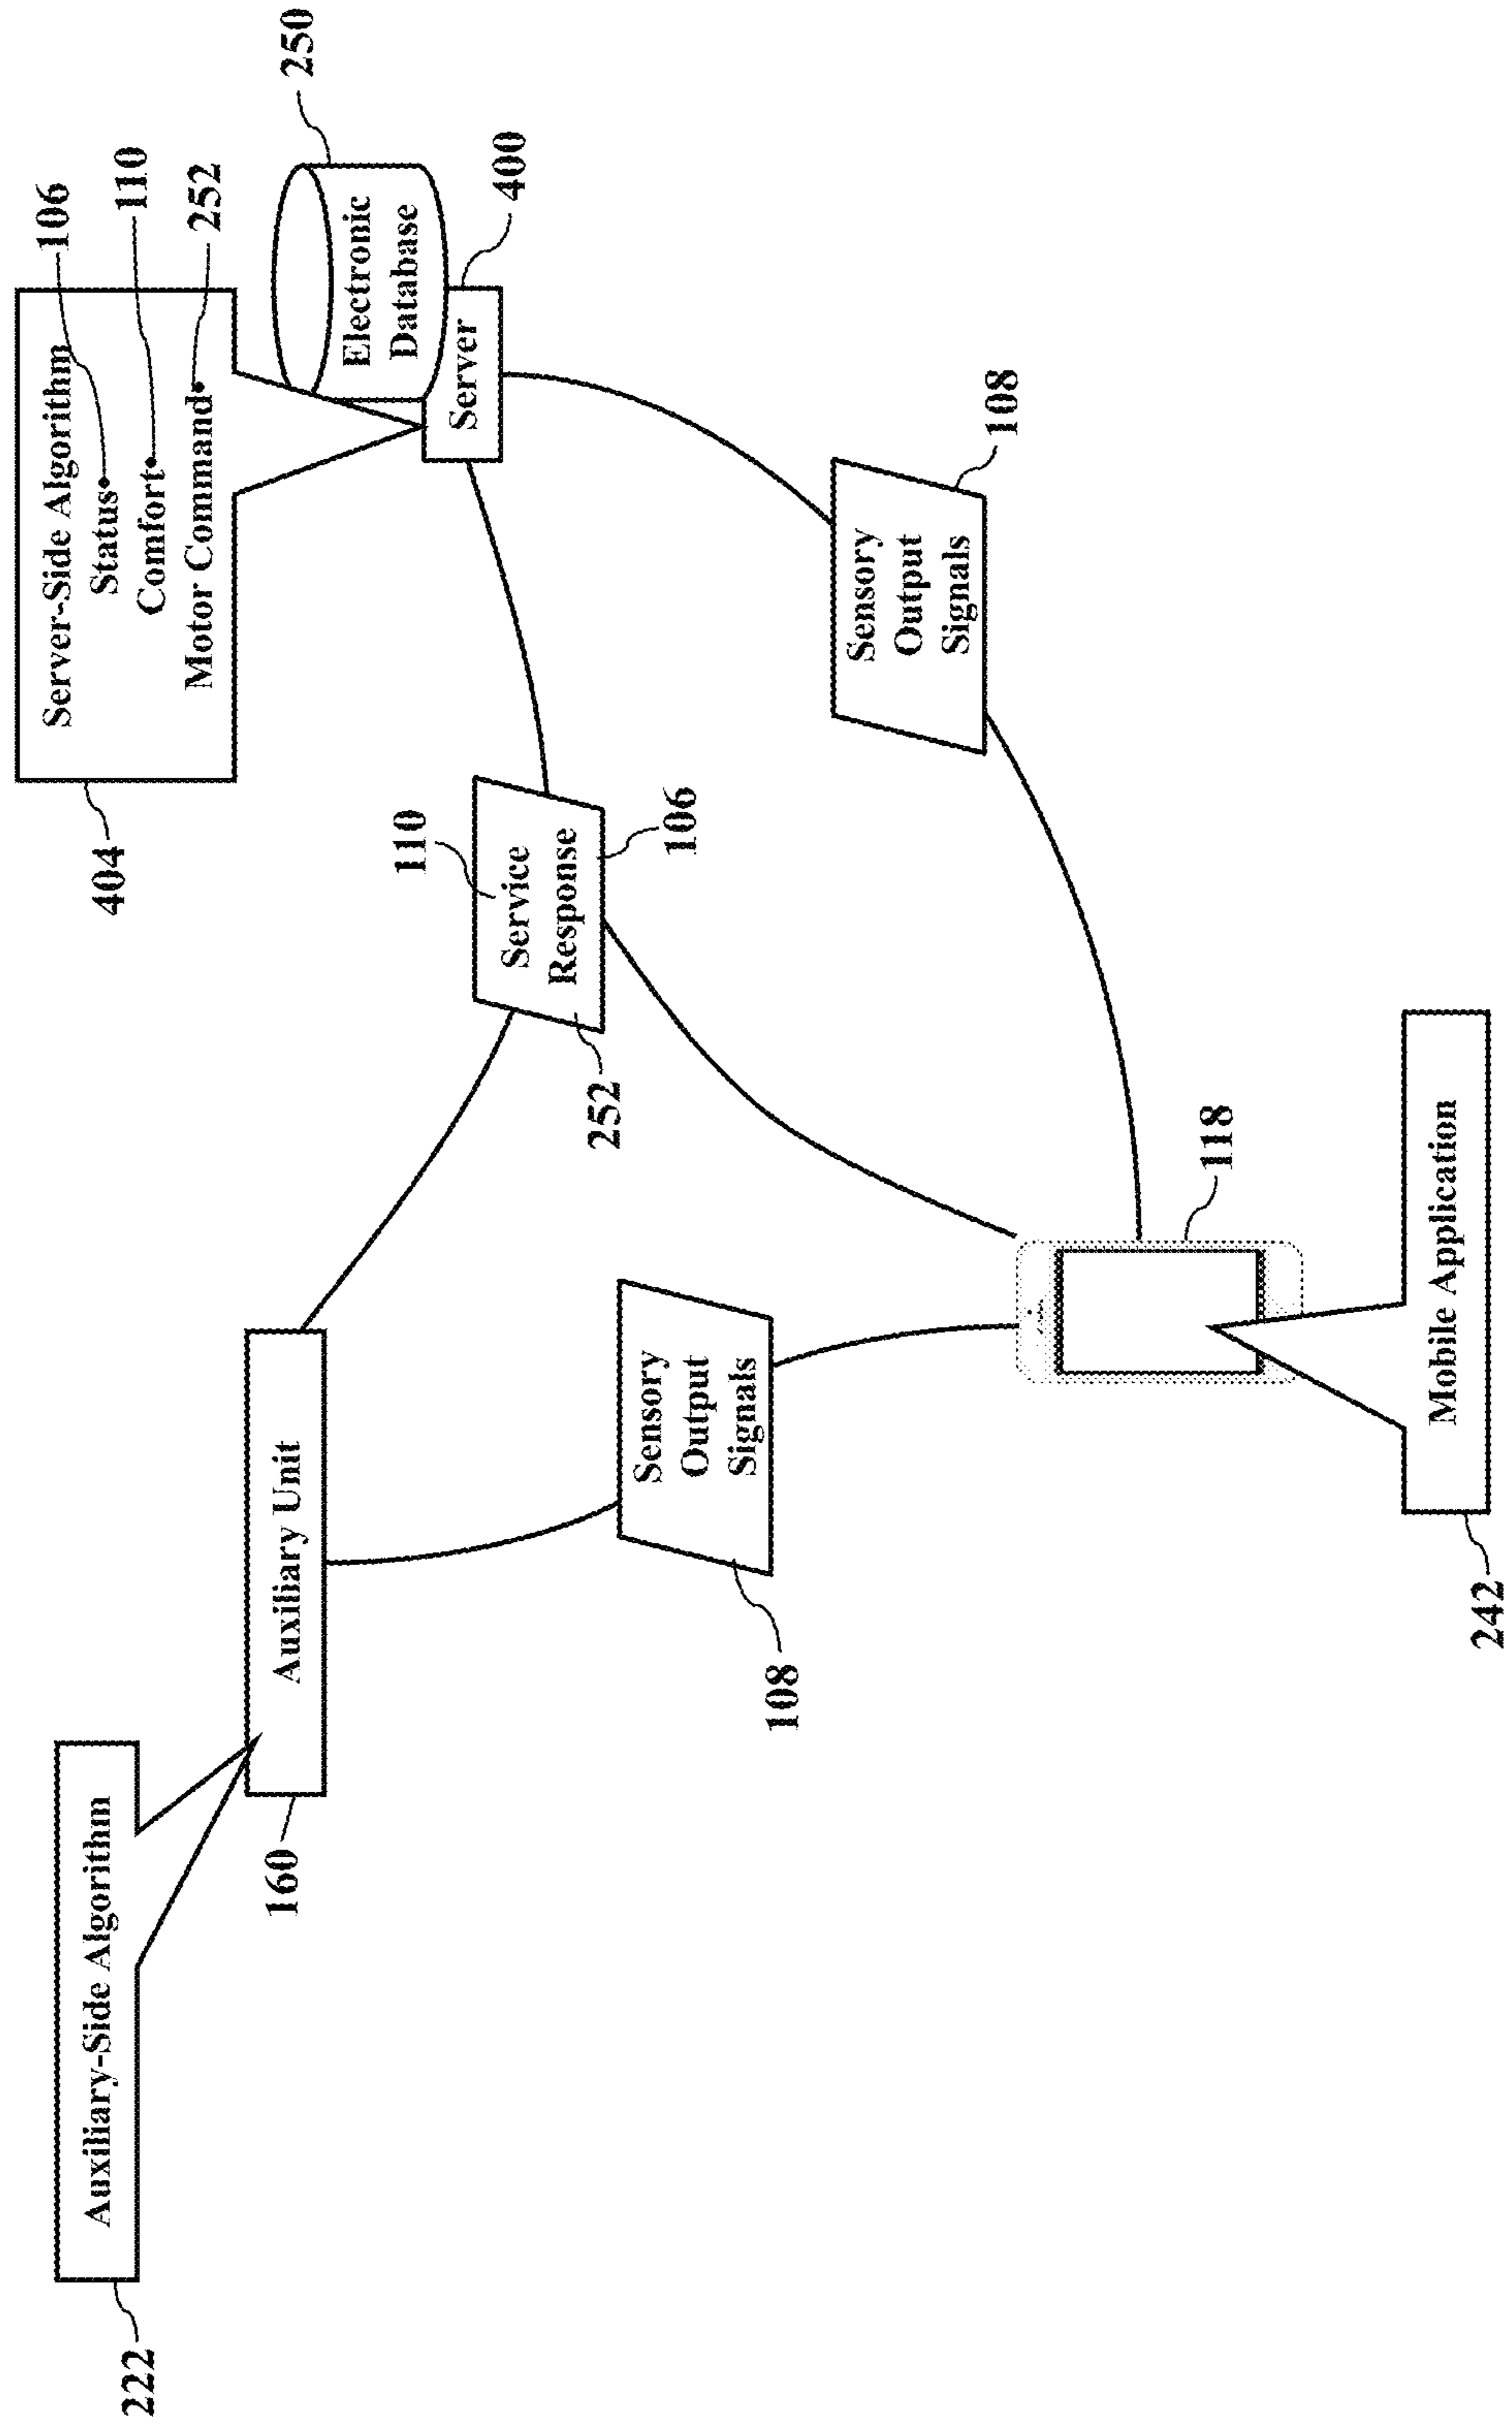 222
Auxiliary-Side Algorithm
160
Auxiliary Unit
404
Server-Side Algorithm
Status
Comfort
Motor Command
106
110
252
Electronic
Database
250
Server
400
110
Service
Response
106
252
Sensory
Output
Signals
108
Sensory
Output
Signals
108
118
242
Mobile Application